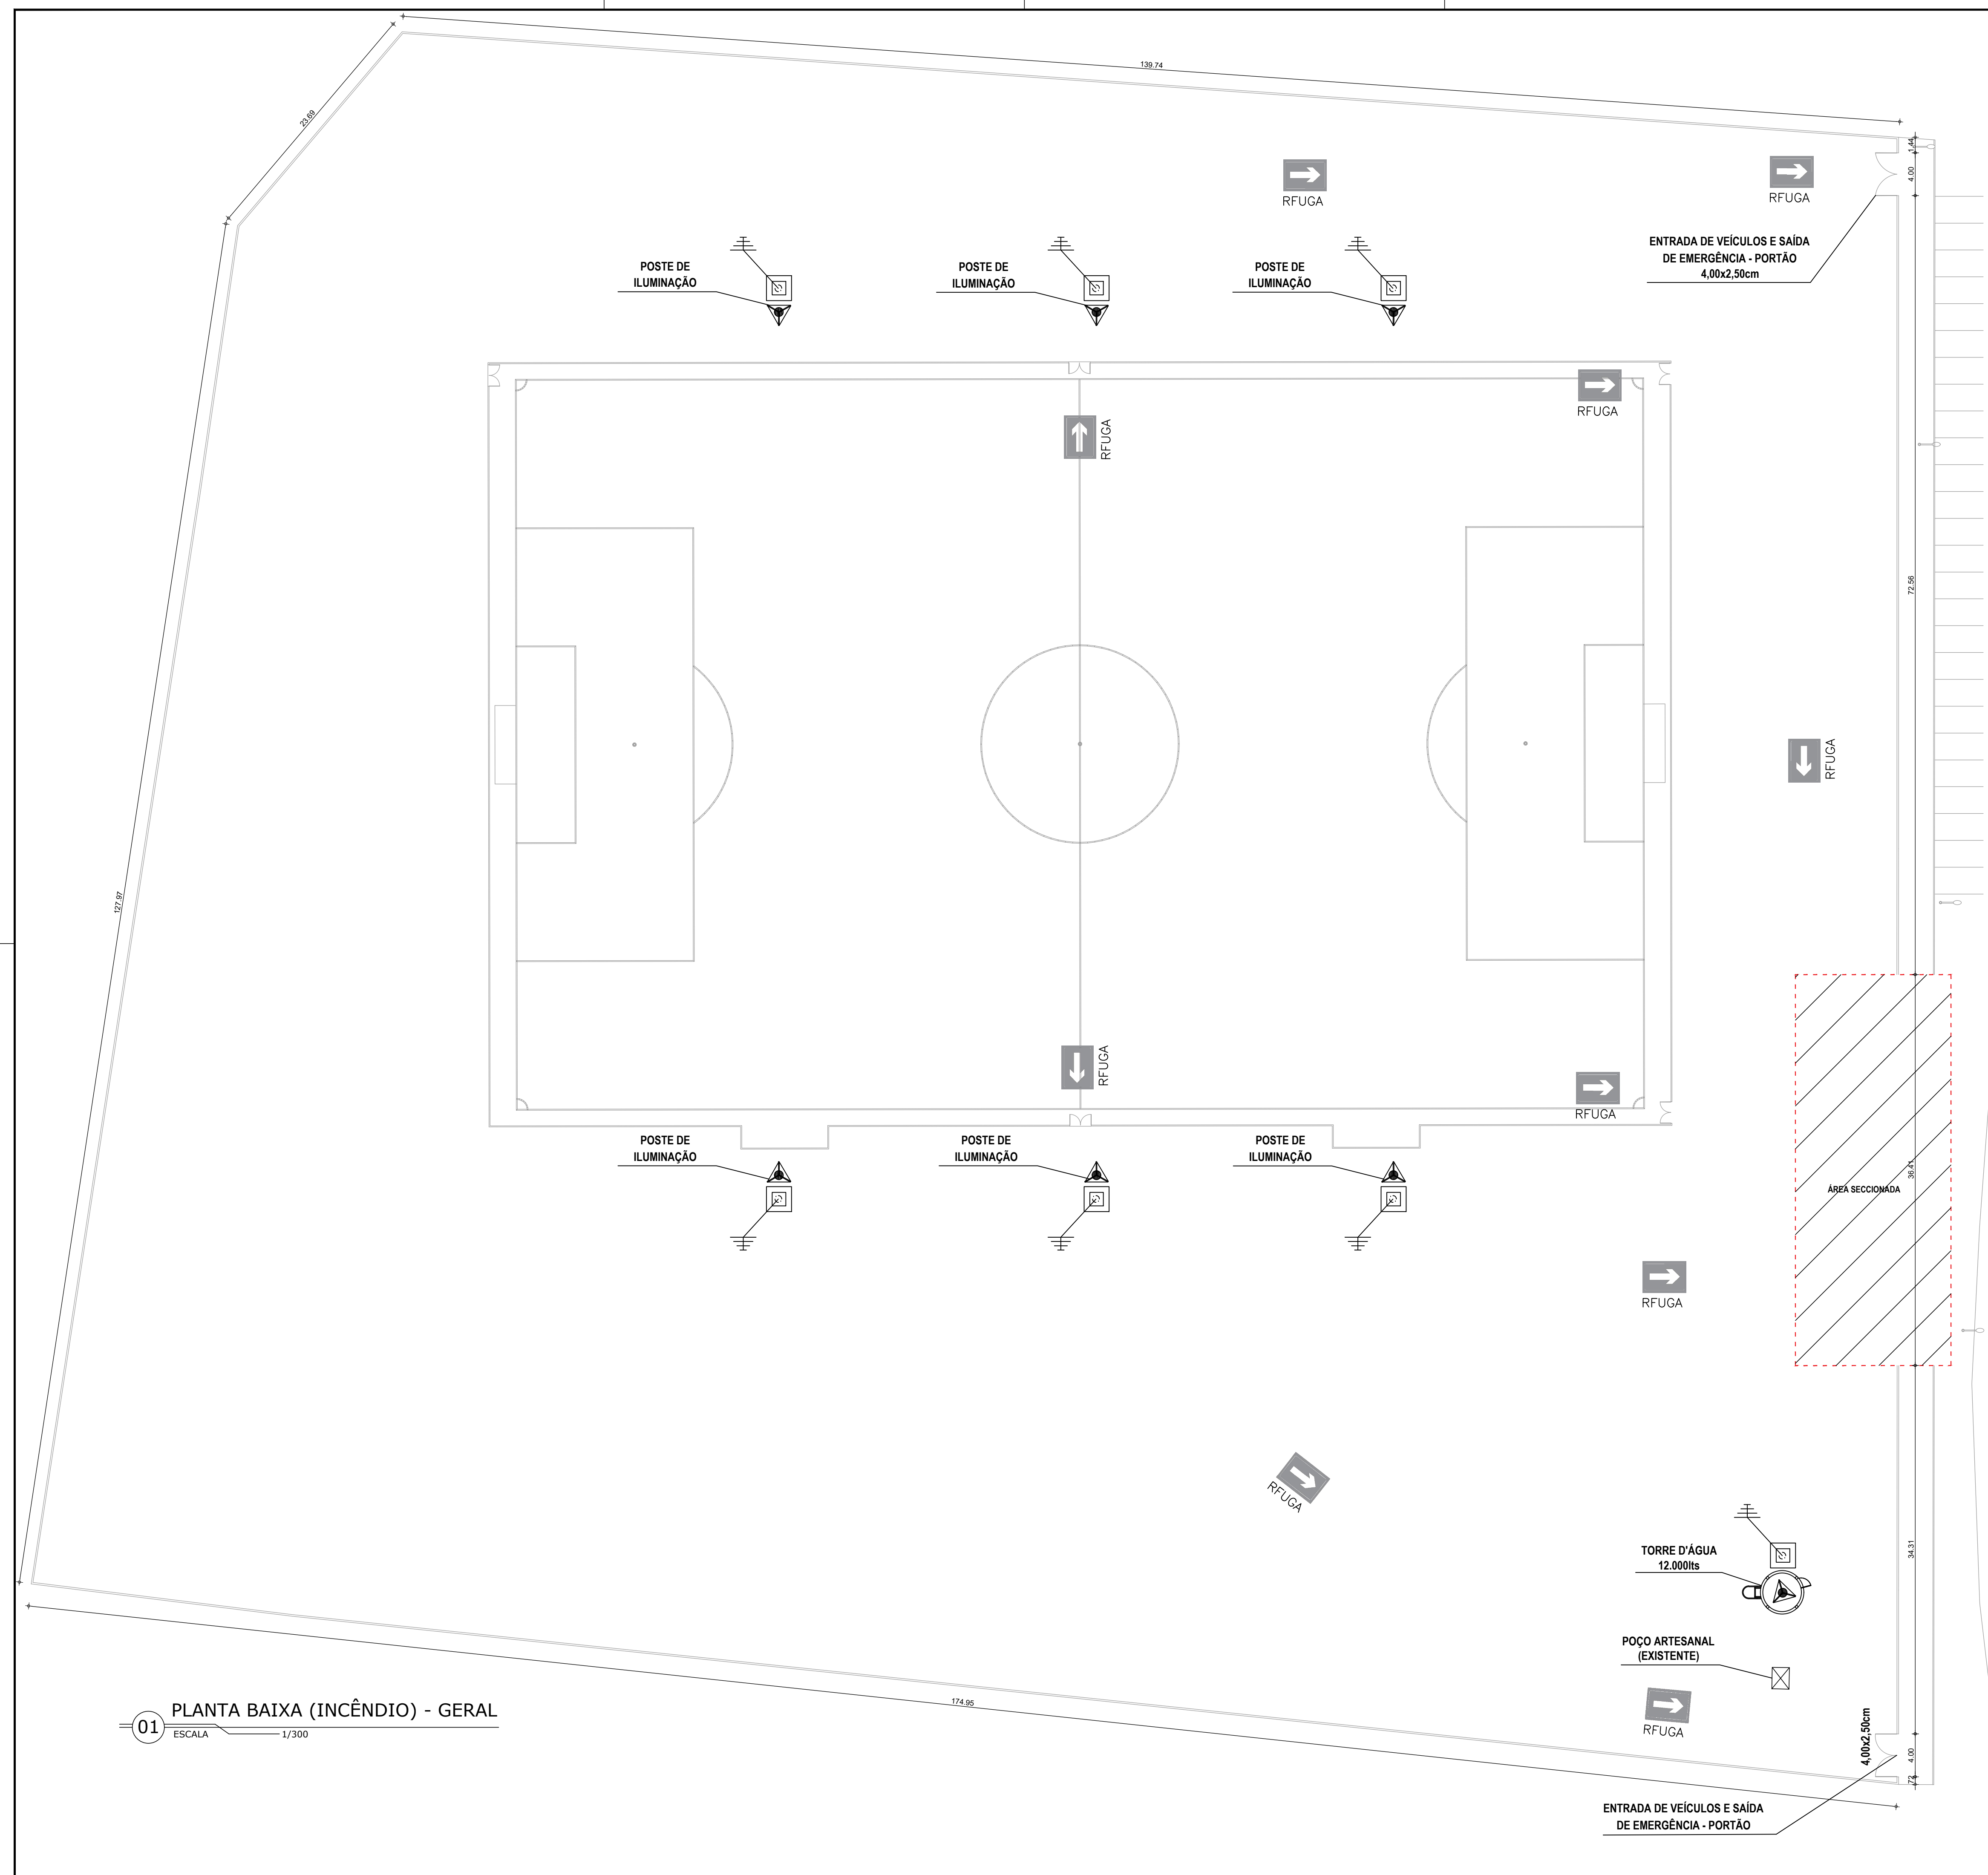 139.74
23.69
1.44
4.00
RFUGA
RFUGA
ENTRADA DE VEÍCULOS E SAÍDA
DE EMERGÊNCIA - PORTÃO
4,00x2,50cm
POSTE DE
ILUMINAÇÃO
POSTE DE
ILUMINAÇÃO
POSTE DE
ILUMINAÇÃO
RFUGA
RFUGA
72.56
RFUGA
127.97
RFUGA
RFUGA
POSTE DE
ILUMINAÇÃO
POSTE DE
ILUMINAÇÃO
POSTE DE
ILUMINAÇÃO
36.41
ÁREA SECCIONADA
RFUGA
RFUGA
34.31
TORRE D'ÁGUA
12.000lts
POÇO ARTESANAL
(EXISTENTE)
RFUGA
174.95
4,00x2,50cm
4.00
72
ENTRADA DE VEÍCULOS E SAÍDA
DE EMERGÊNCIA - PORTÃO
01
PLANTA BAIXA (INCÊNDIO) - GERAL
ESCALA 1/300